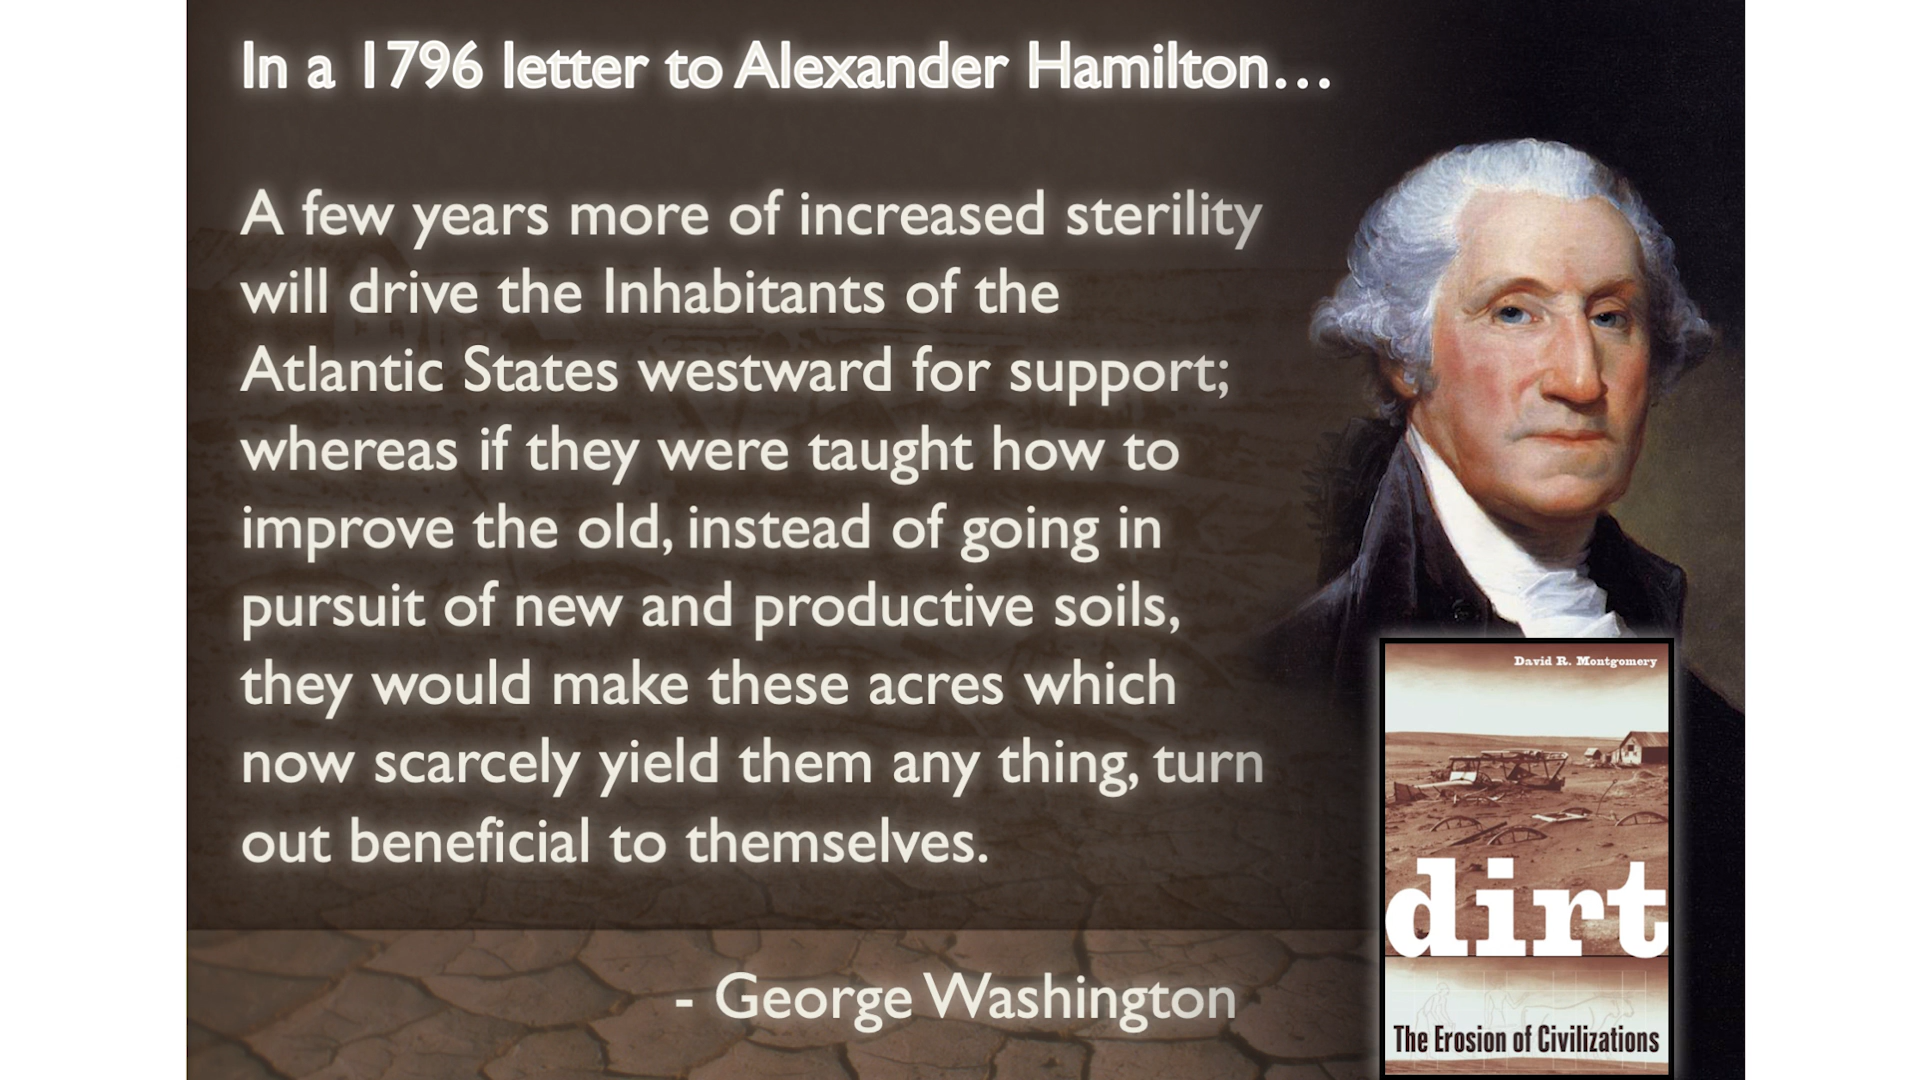 In a 1796 letter to Alexander Hamilton…
A few years more of increased sterility
will drive the Inhabitants of the
Atlantic States westward for support;
whereas if they were taught how to
improve the old, instead of going in
pursuit of new and productive soils,
they would make these acres which
now scarcely yield them any thing, turn
out beneficial to themselves.
- George Washington
David R. Montgomery
dirt
The Erosion of Civilizations